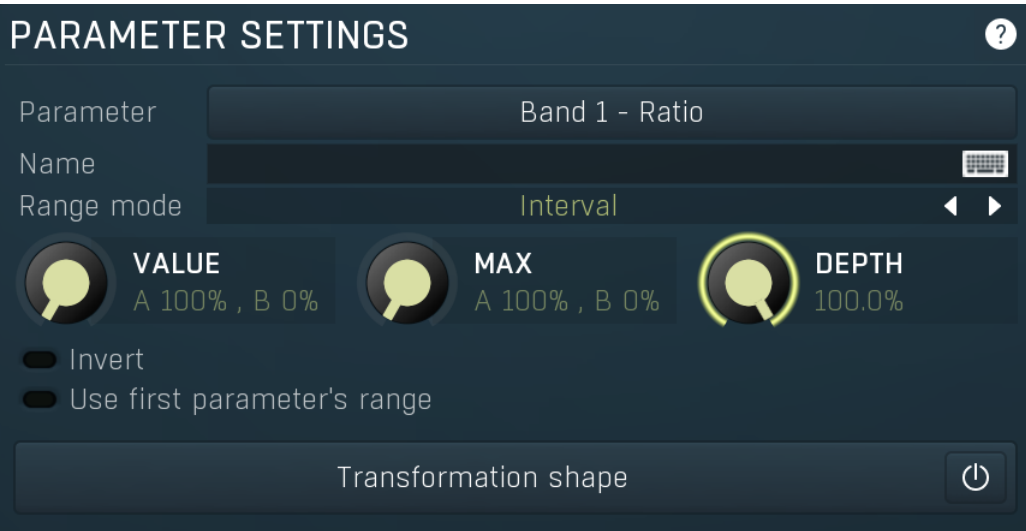 PARAMETER SETTINGS ?
Parameter Band 1 - Ratio
Name
Range mode Interval
VALUE MAX DEPTH
A 100% , B 0% A 100% , B 0% 100.0%
Invert
Use first parameter's range
Transformation shape